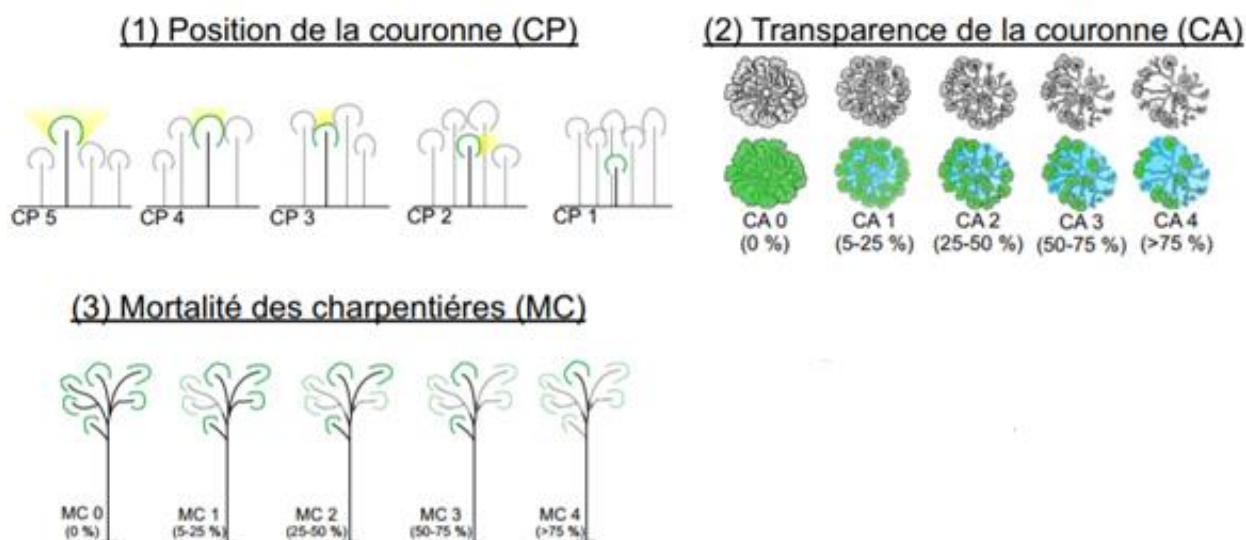 (1) Position de la couronne (CP)
(2) Transparence de la couronne (CA)
CP 5
CP 4
CP 3
CP 2
CP 1
CA 0
(0 %)
CA 1
(5-25 %)
CA 2
(25-50 %)
CA 3
(50-75 %)
CA 4
(>75 %)
(3) Mortalité des charpentiéres (MC)
MC 0
(0 %)
MC 1
(5-25 %)
MC 2
(25-50 %)
MC 3
(50-75 %)
MC 4
(>75 %)